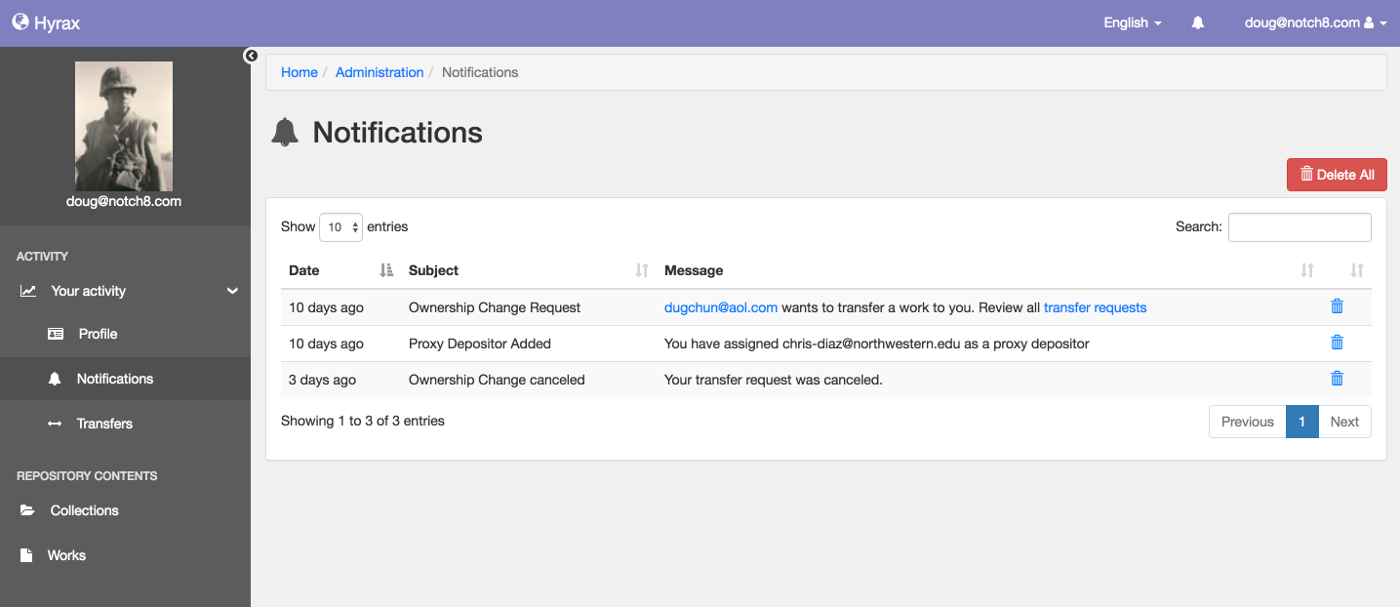 Hyrax
English
doug@notch8.com
doug@notch8.com
ACTIVITY
Your activity
Profile
Notifications
Transfers
REPOSITORY CONTENTS
Collections
Works
Home / Administration / Notifications
Notifications
Delete All
Show 10 entries
Search:
Date Subject Message
10 days ago Ownership Change Request dugchun@aol.com wants to transfer a work to you. Review all transfer requests
10 days ago Proxy Depositor Added You have assigned chris-diaz@northwestern.edu as a proxy depositor
3 days ago Ownership Change canceled Your transfer request was canceled.
Showing 1 to 3 of 3 entries
Previous 1 Next